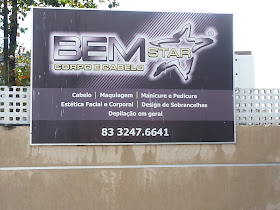 BEM STAR
CORPO E CABELO
Cabelo | Maquiagem | Manicure e Pedicure
Estética Facial e Corporal | Design de Sobrancelhas
Depilação em geral
83 3247.6641